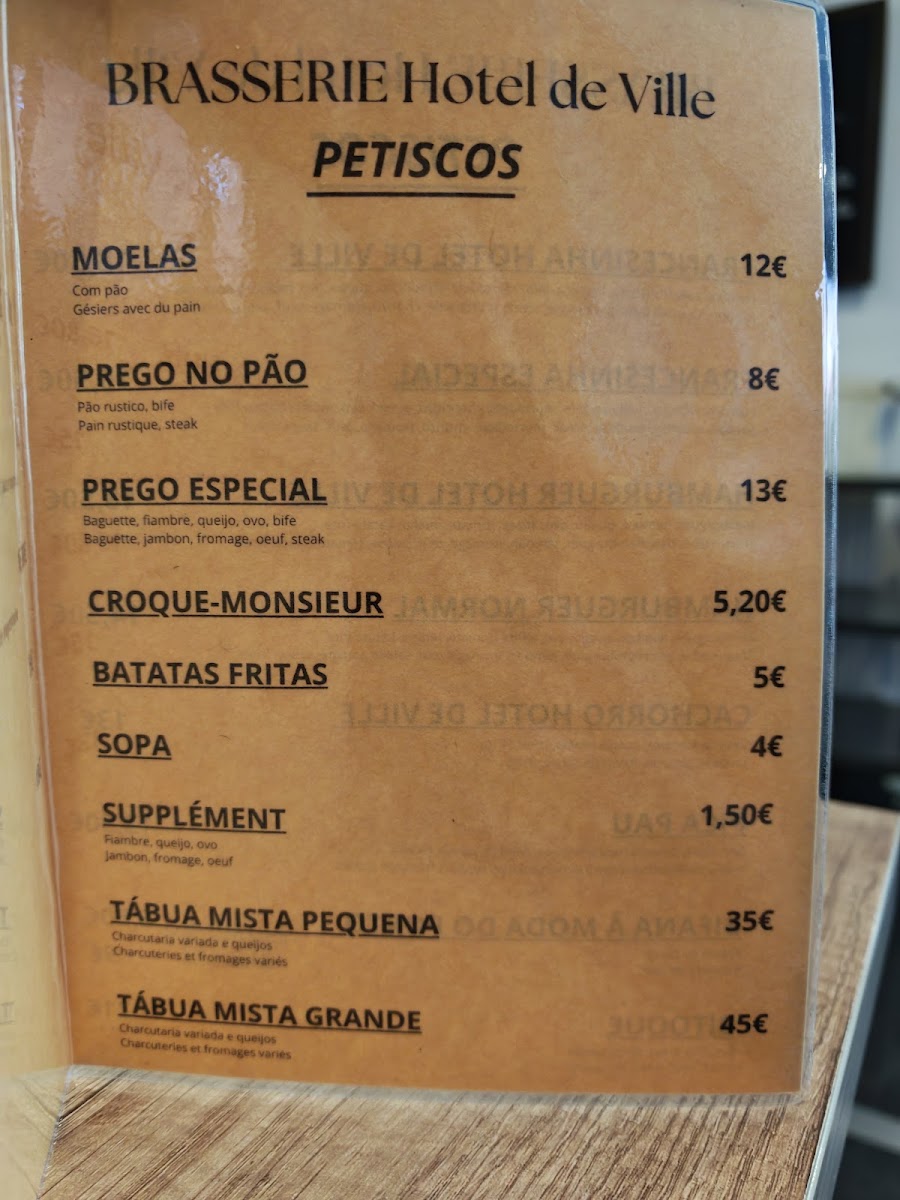 BRASSERIE Hotel de Ville
PETISCOS
MOELAS 12€
Com pão
Gésiers avec du pain
PREGO NO PÃO 8€
Pão rustico, bife
Pain rustique, steak
PREGO ESPECIAL 13€
Baguette, fiambre, queijo, ovo, bife
Baguette, jambon, fromage, oeuf, steak
CROQUE-MONSIEUR 5,20€
BATATAS FRITAS 5€
SOPA 4€
SUPPLÉMENT 1,50€
Fiambre, queijo, ovo
Jambon, fromage, oeuf
TÁBUA MISTA PEQUENA 35€
Charcutaria variada e queijos
Charcuteries et fromages variés
TÁBUA MISTA GRANDE 45€
Charcutaria variada e queijos
Charcuteries et fromages variés